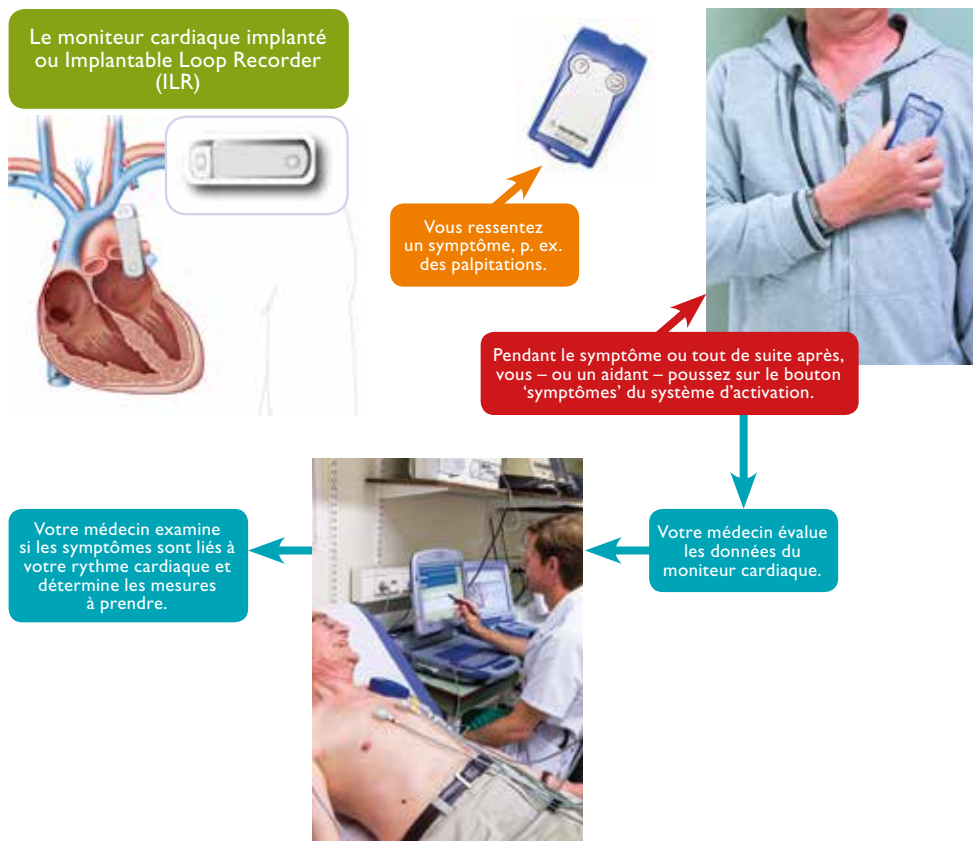 Le moniteur cardiaque implanté
ou Implantable Loop Recorder
(ILR)
Vous ressentez
un symptôme, p. ex.
des palpitations.
Pendant le symptôme ou tout de suite après,
vous – ou un aidant – poussez sur le bouton
‘symptômes’ du système d’activation.
Votre médecin évalue
les données du
moniteur cardiaque.
Votre médecin examine
si les symptômes sont liés à
votre rythme cardiaque et
détermine les mesures
à prendre.